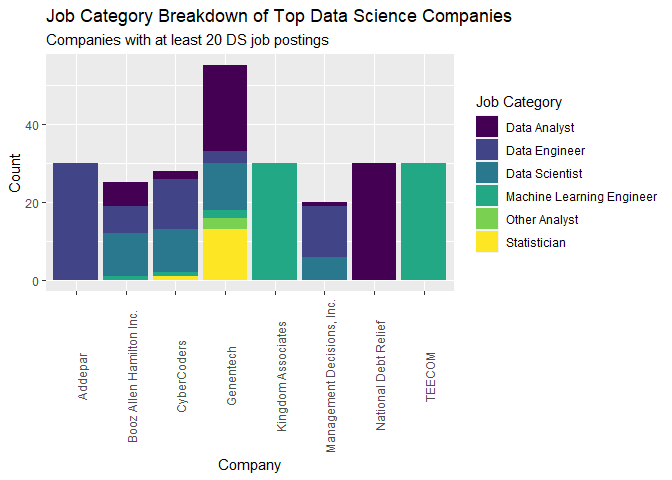 Job Category Breakdown of Top Data Science Companies
Companies with at least 20 DS job postings
Count
40
20
0
Addepar
Booz Allen Hamilton Inc.
CyberCoders
Genentech
Kingdom Associates
Management Decisions, Inc.
National Debt Relief
TEECOM
Company
Job Category
Data Analyst
Data Engineer
Data Scientist
Machine Learning Engineer
Other Analyst
Statistician